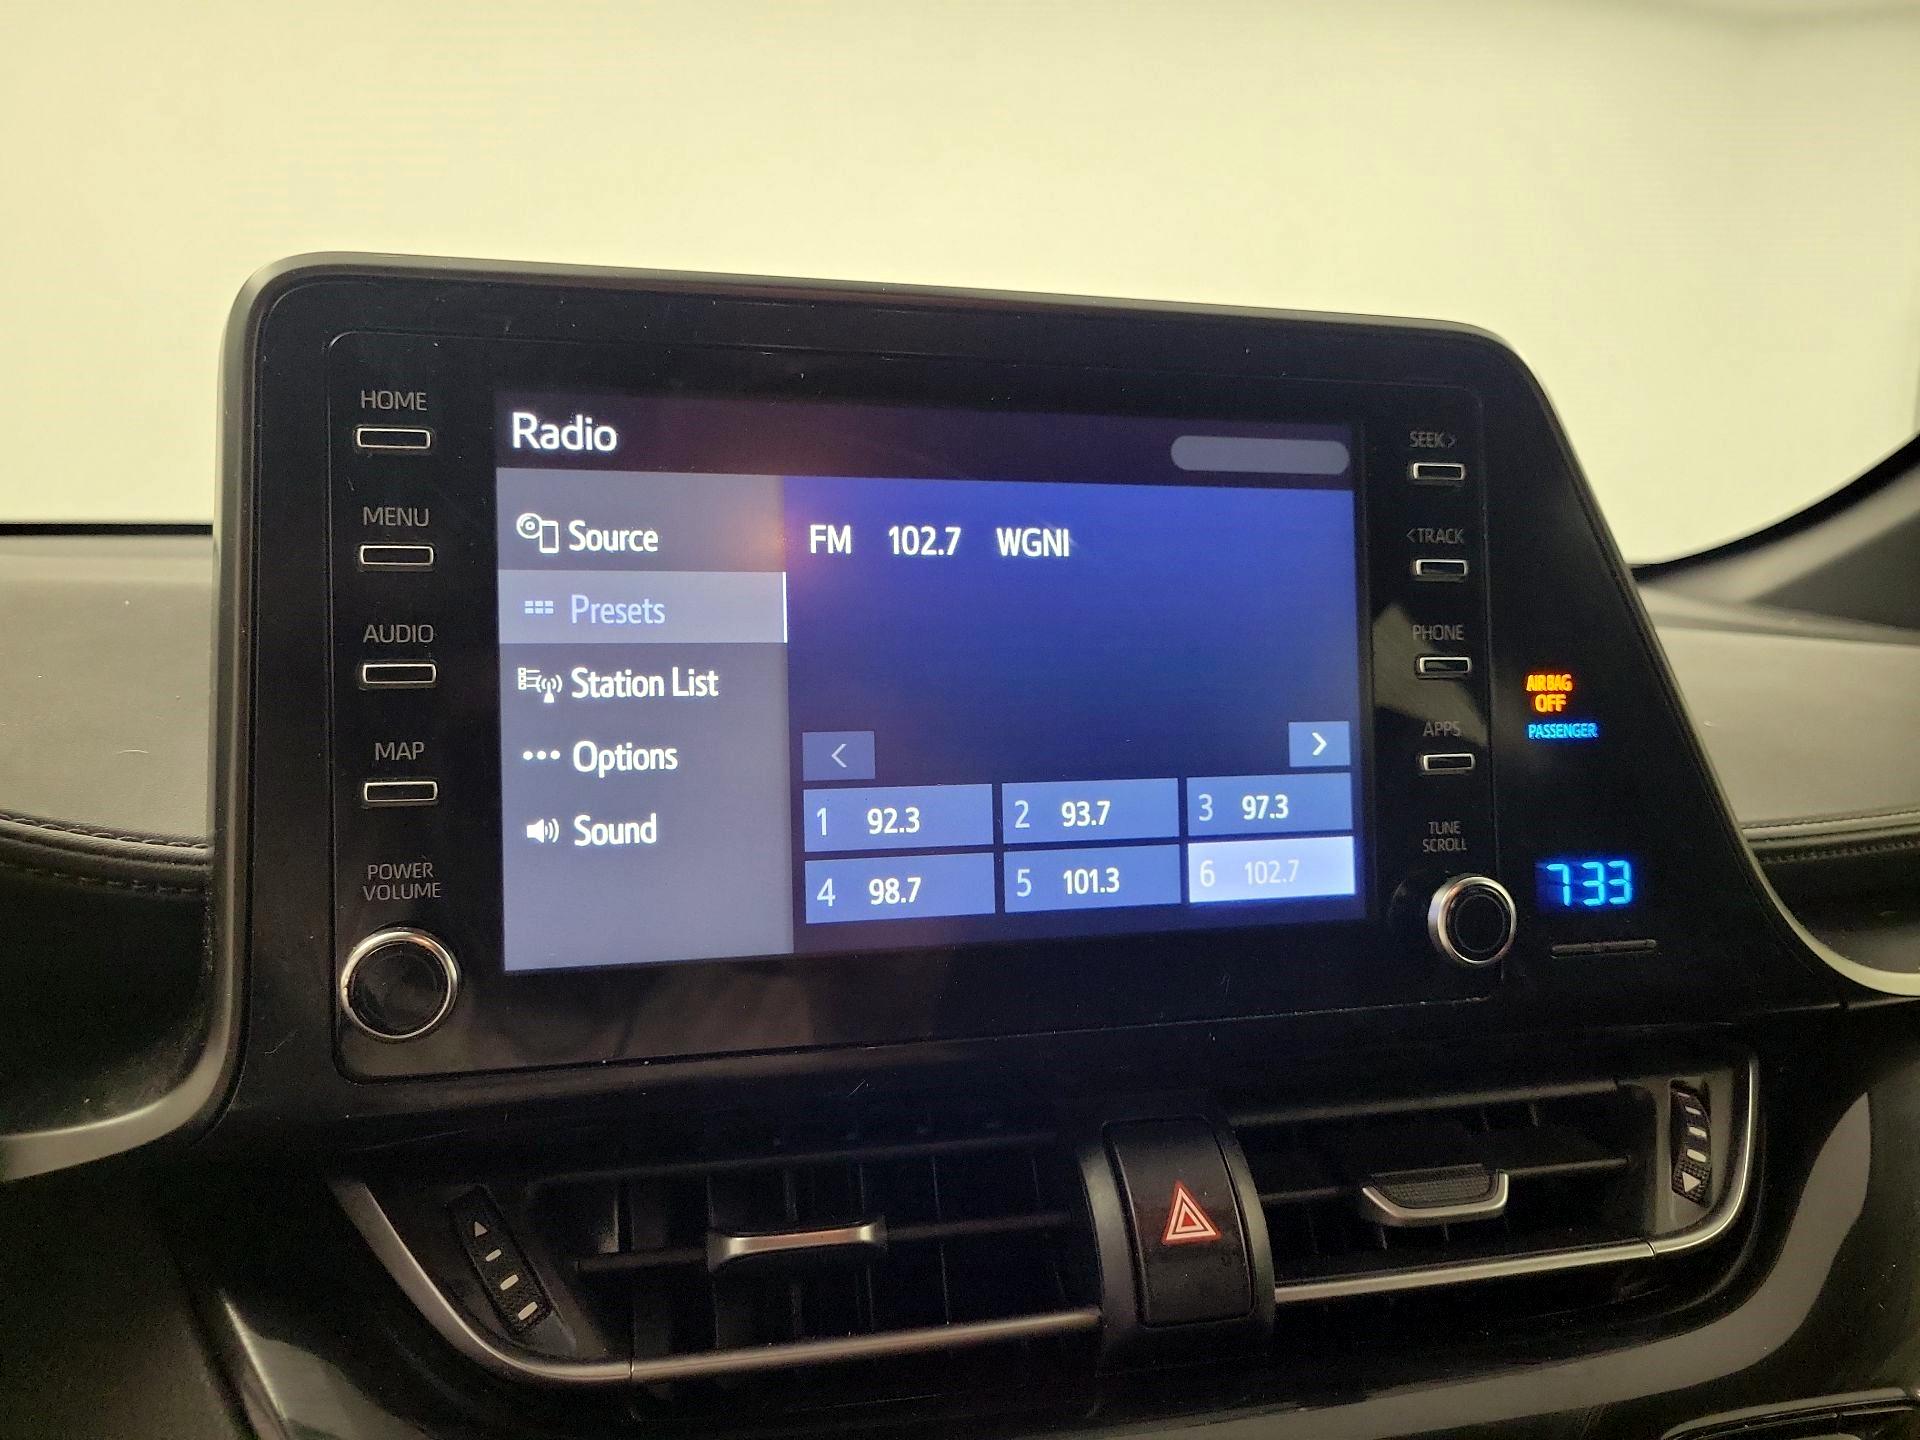 HOME
MENU
AUDIO
MAP
POWER
VOLUME
Radio
Source
Presets
Station List
Options
Sound
FM 102.7 WGNI
< >
1 92.3 2 93.7 3 97.3
4 98.7 5 101.3 6 102.7
SEEK>
<TRACK
PHONE
APPS
TUNE
SCROLL
AIRBAG
OFF
PASSENGER
7:33